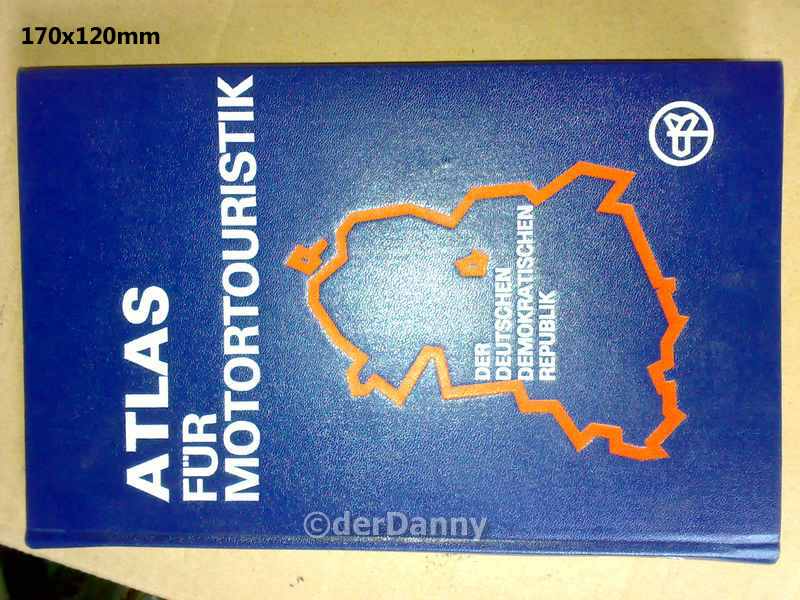 170x120mm
ATLAS
FÜR
MOTORTOURISTIK
DER
DEUTSCHEN
DEMOKRATISCHEN
REPUBLIK
©derDanny